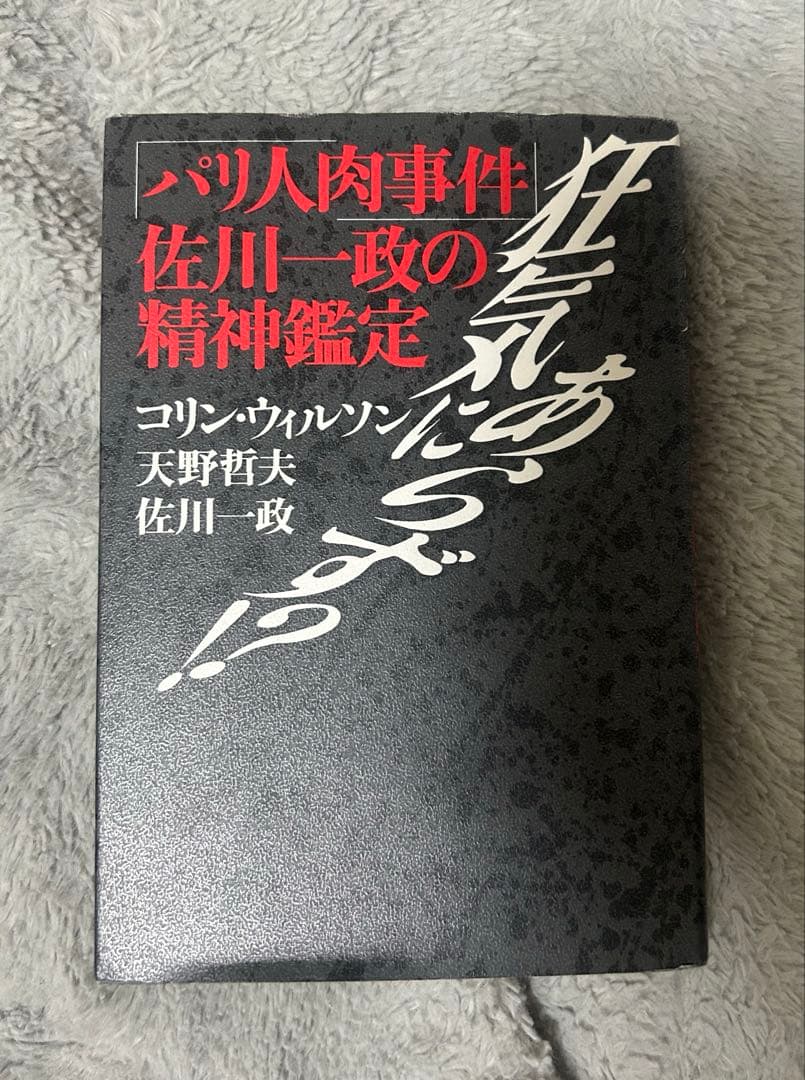 狂気にあらず!?
「パリ人肉事件」
佐川一政の
精神鑑定
コリン・ウィルソン
天野哲夫
佐川一政